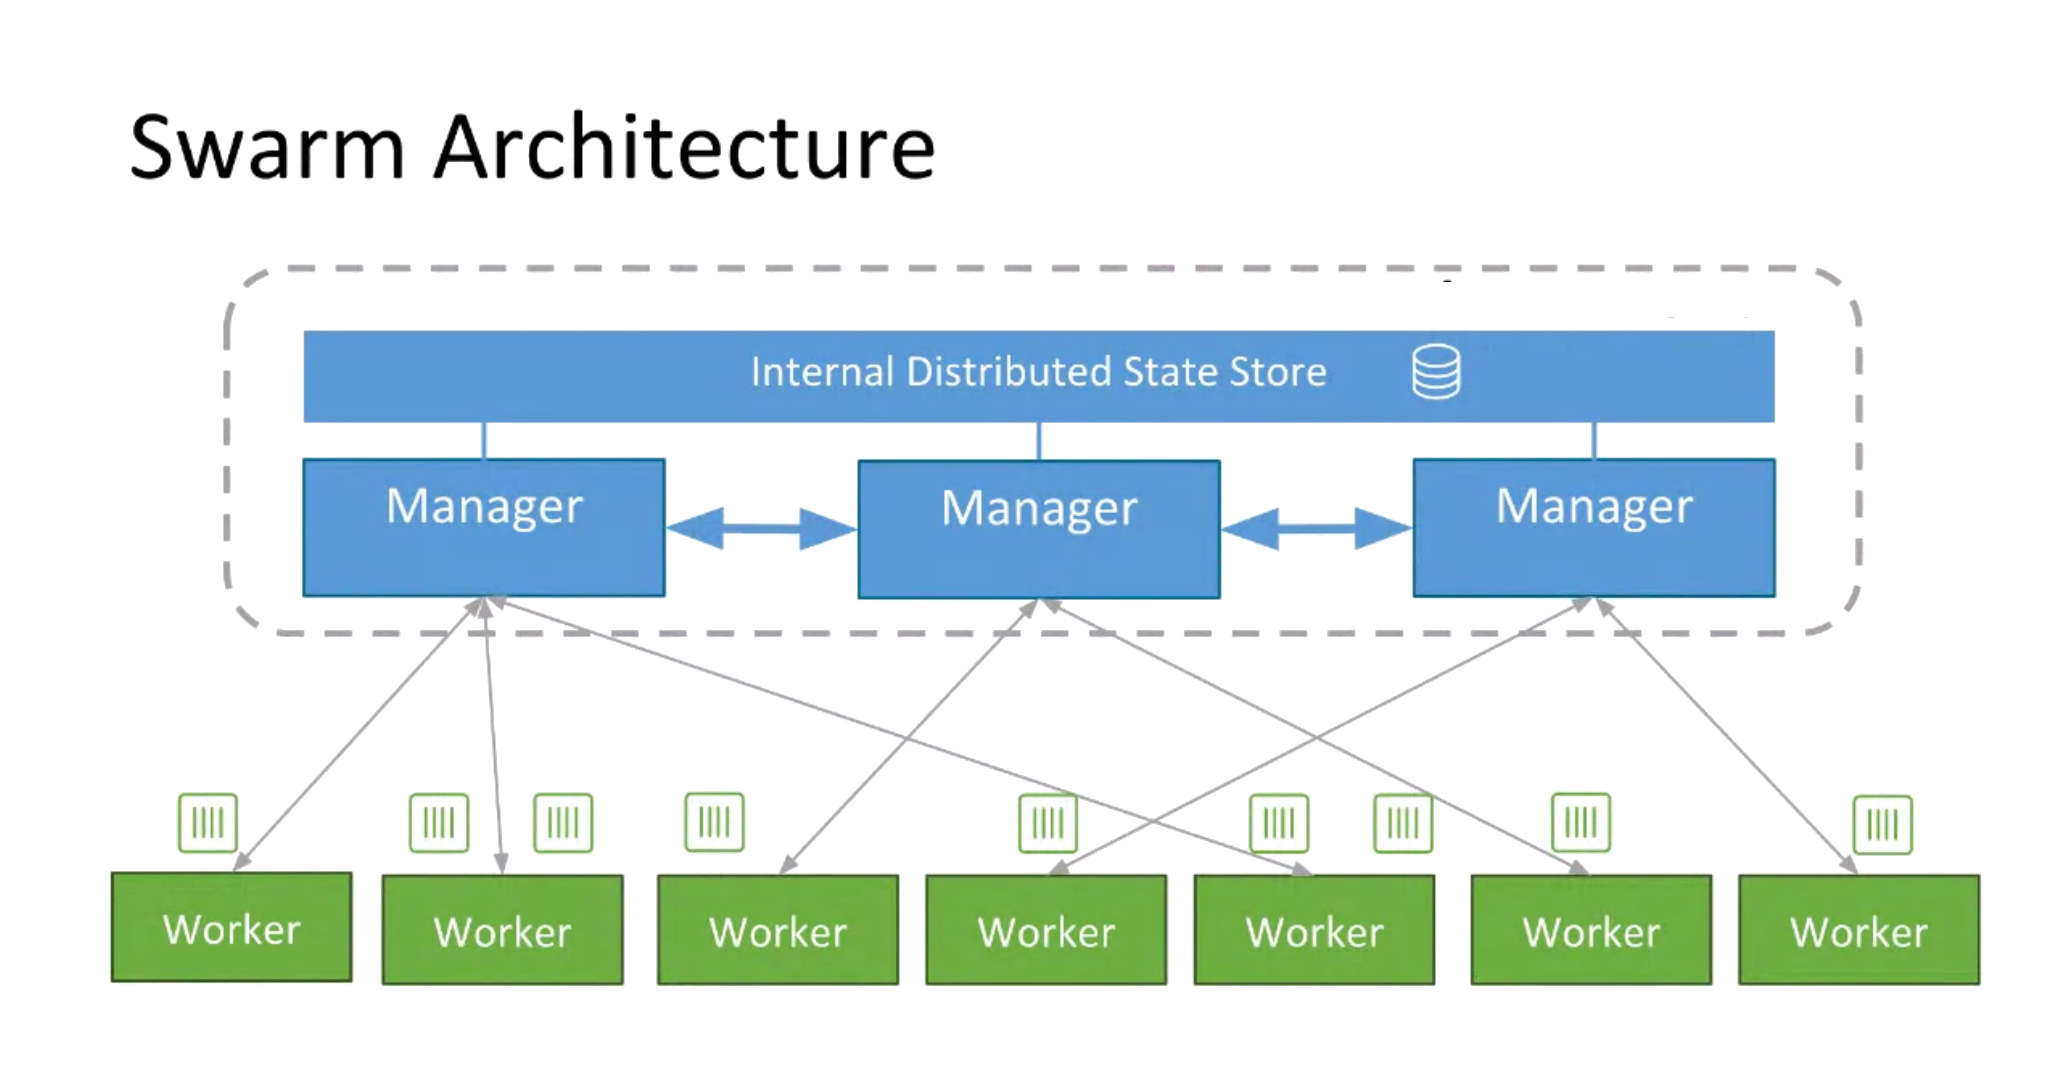 Swarm Architecture
Internal Distributed State Store
Manager
Manager
Manager
Worker
Worker
Worker
Worker
Worker
Worker
Worker